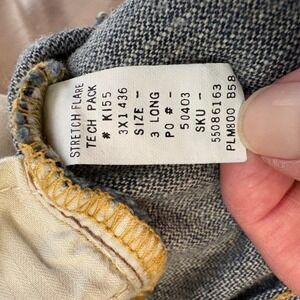 STRETCH FLARE
TECH PACK
# K155
3X1436
SIZE -
3 LONG
PO # -
50403
SKU -
55086163
PLM800 B58